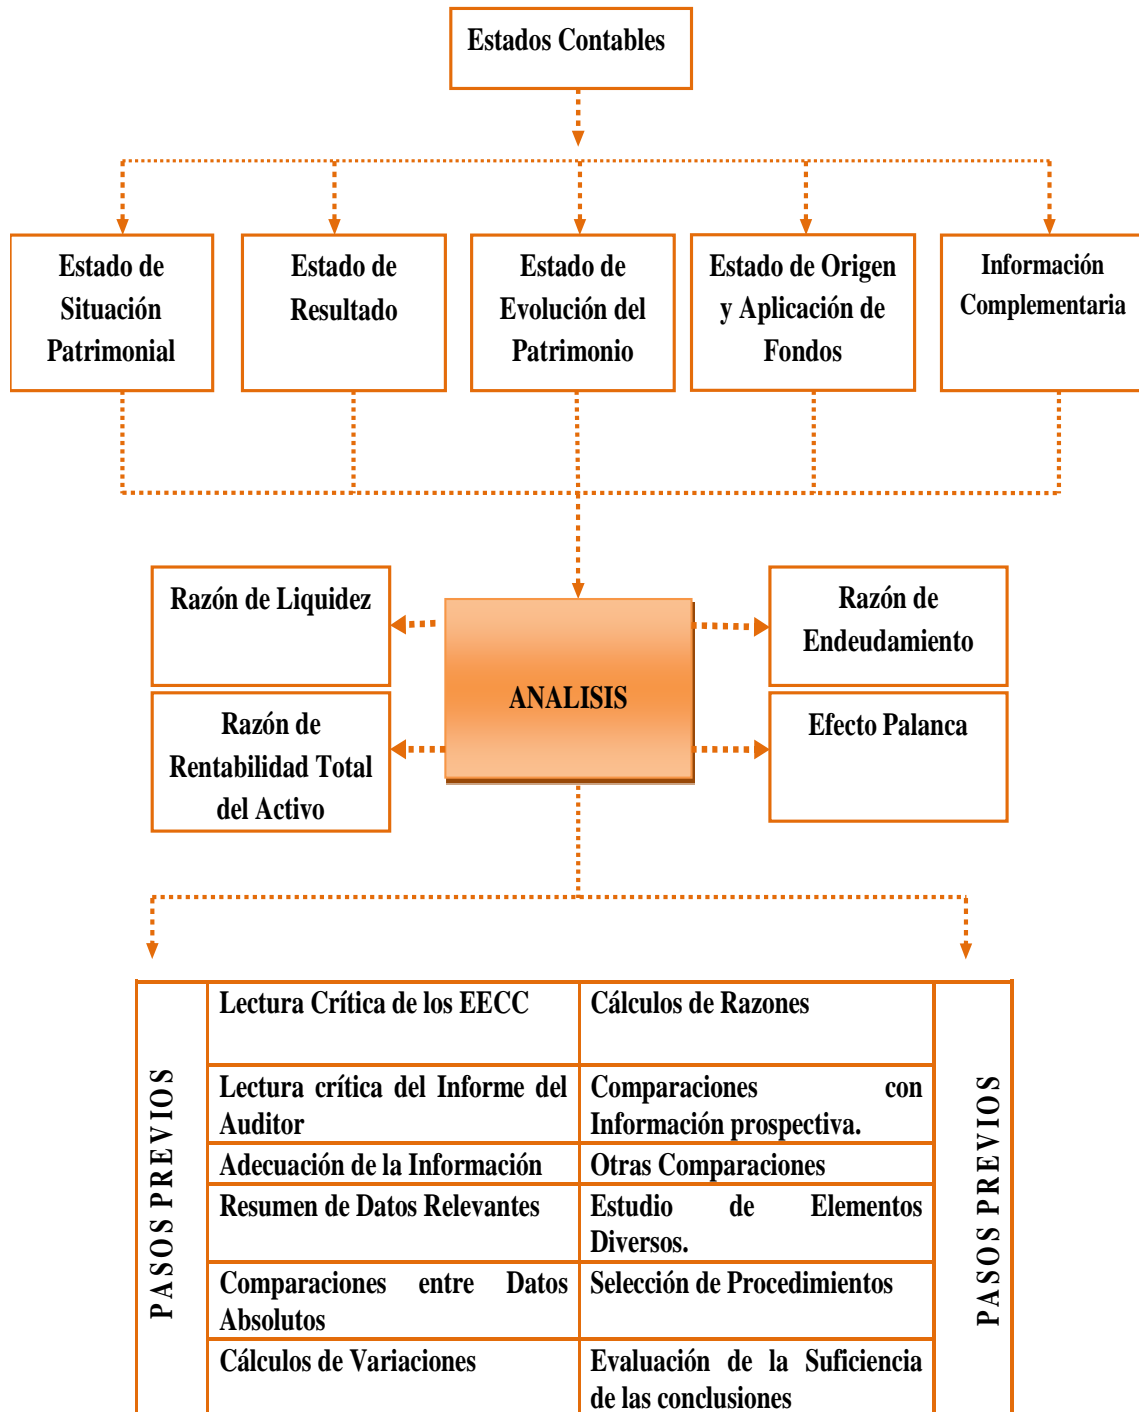 Estados Contables
Estado de
Situación
Patrimonial
Estado de
Resultado
Estado de
Evolución del
Patrimonio
Estado de Origen
y Aplicación de
Fondos
Información
Complementaria
Razón de Liquidez
Razón de
Endeudamiento
ANALISIS
Razón de
Rentabilidad Total
del Activo
Efecto Palanca
PASOS PREVIOS
Lectura Crítica de los EECC
Cálculos de Razones
Lectura crítica del Informe del
Auditor
Comparaciones con
Información prospectiva.
Adecuación de la Información
Otras Comparaciones
Resumen de Datos Relevantes
Estudio de Elementos
Diversos.
Comparaciones entre Datos
Absolutos
Selección de Procedimientos
Cálculos de Variaciones
Evaluación de la Suficiencia
de las conclusiones
PASOS PREVIOS